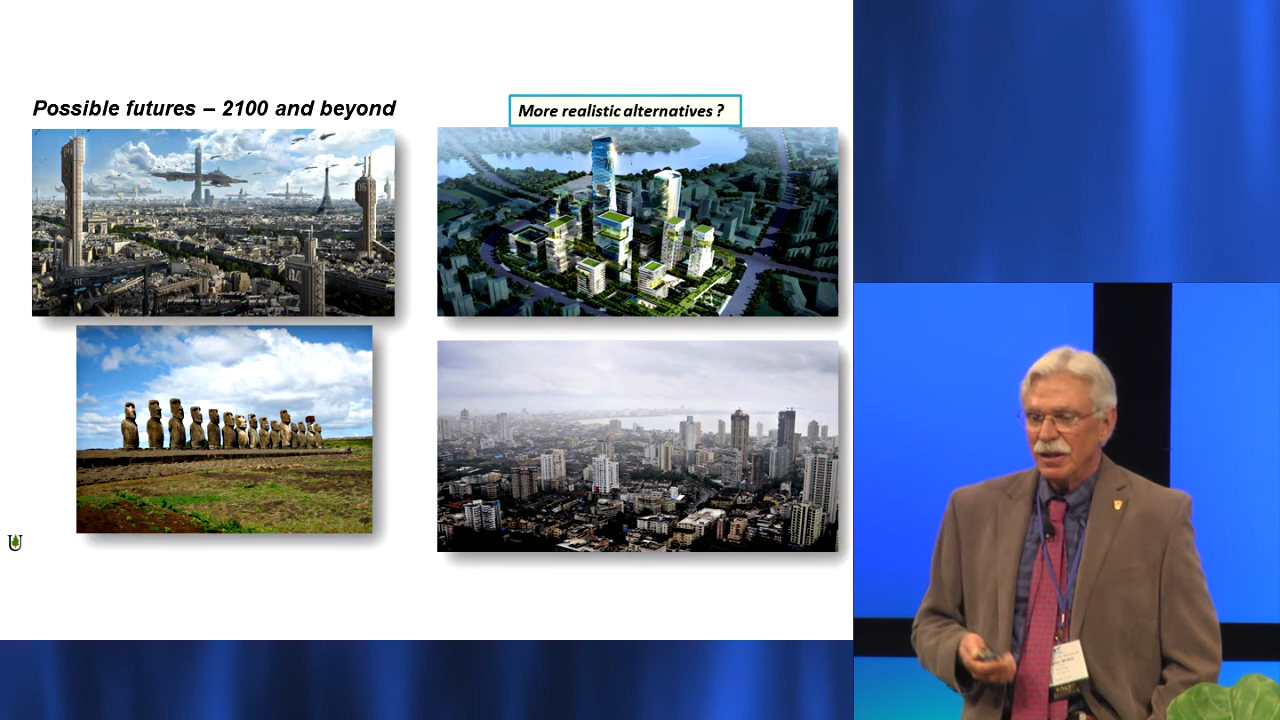 Possible futures – 2100 and beyond
More realistic alternatives ?